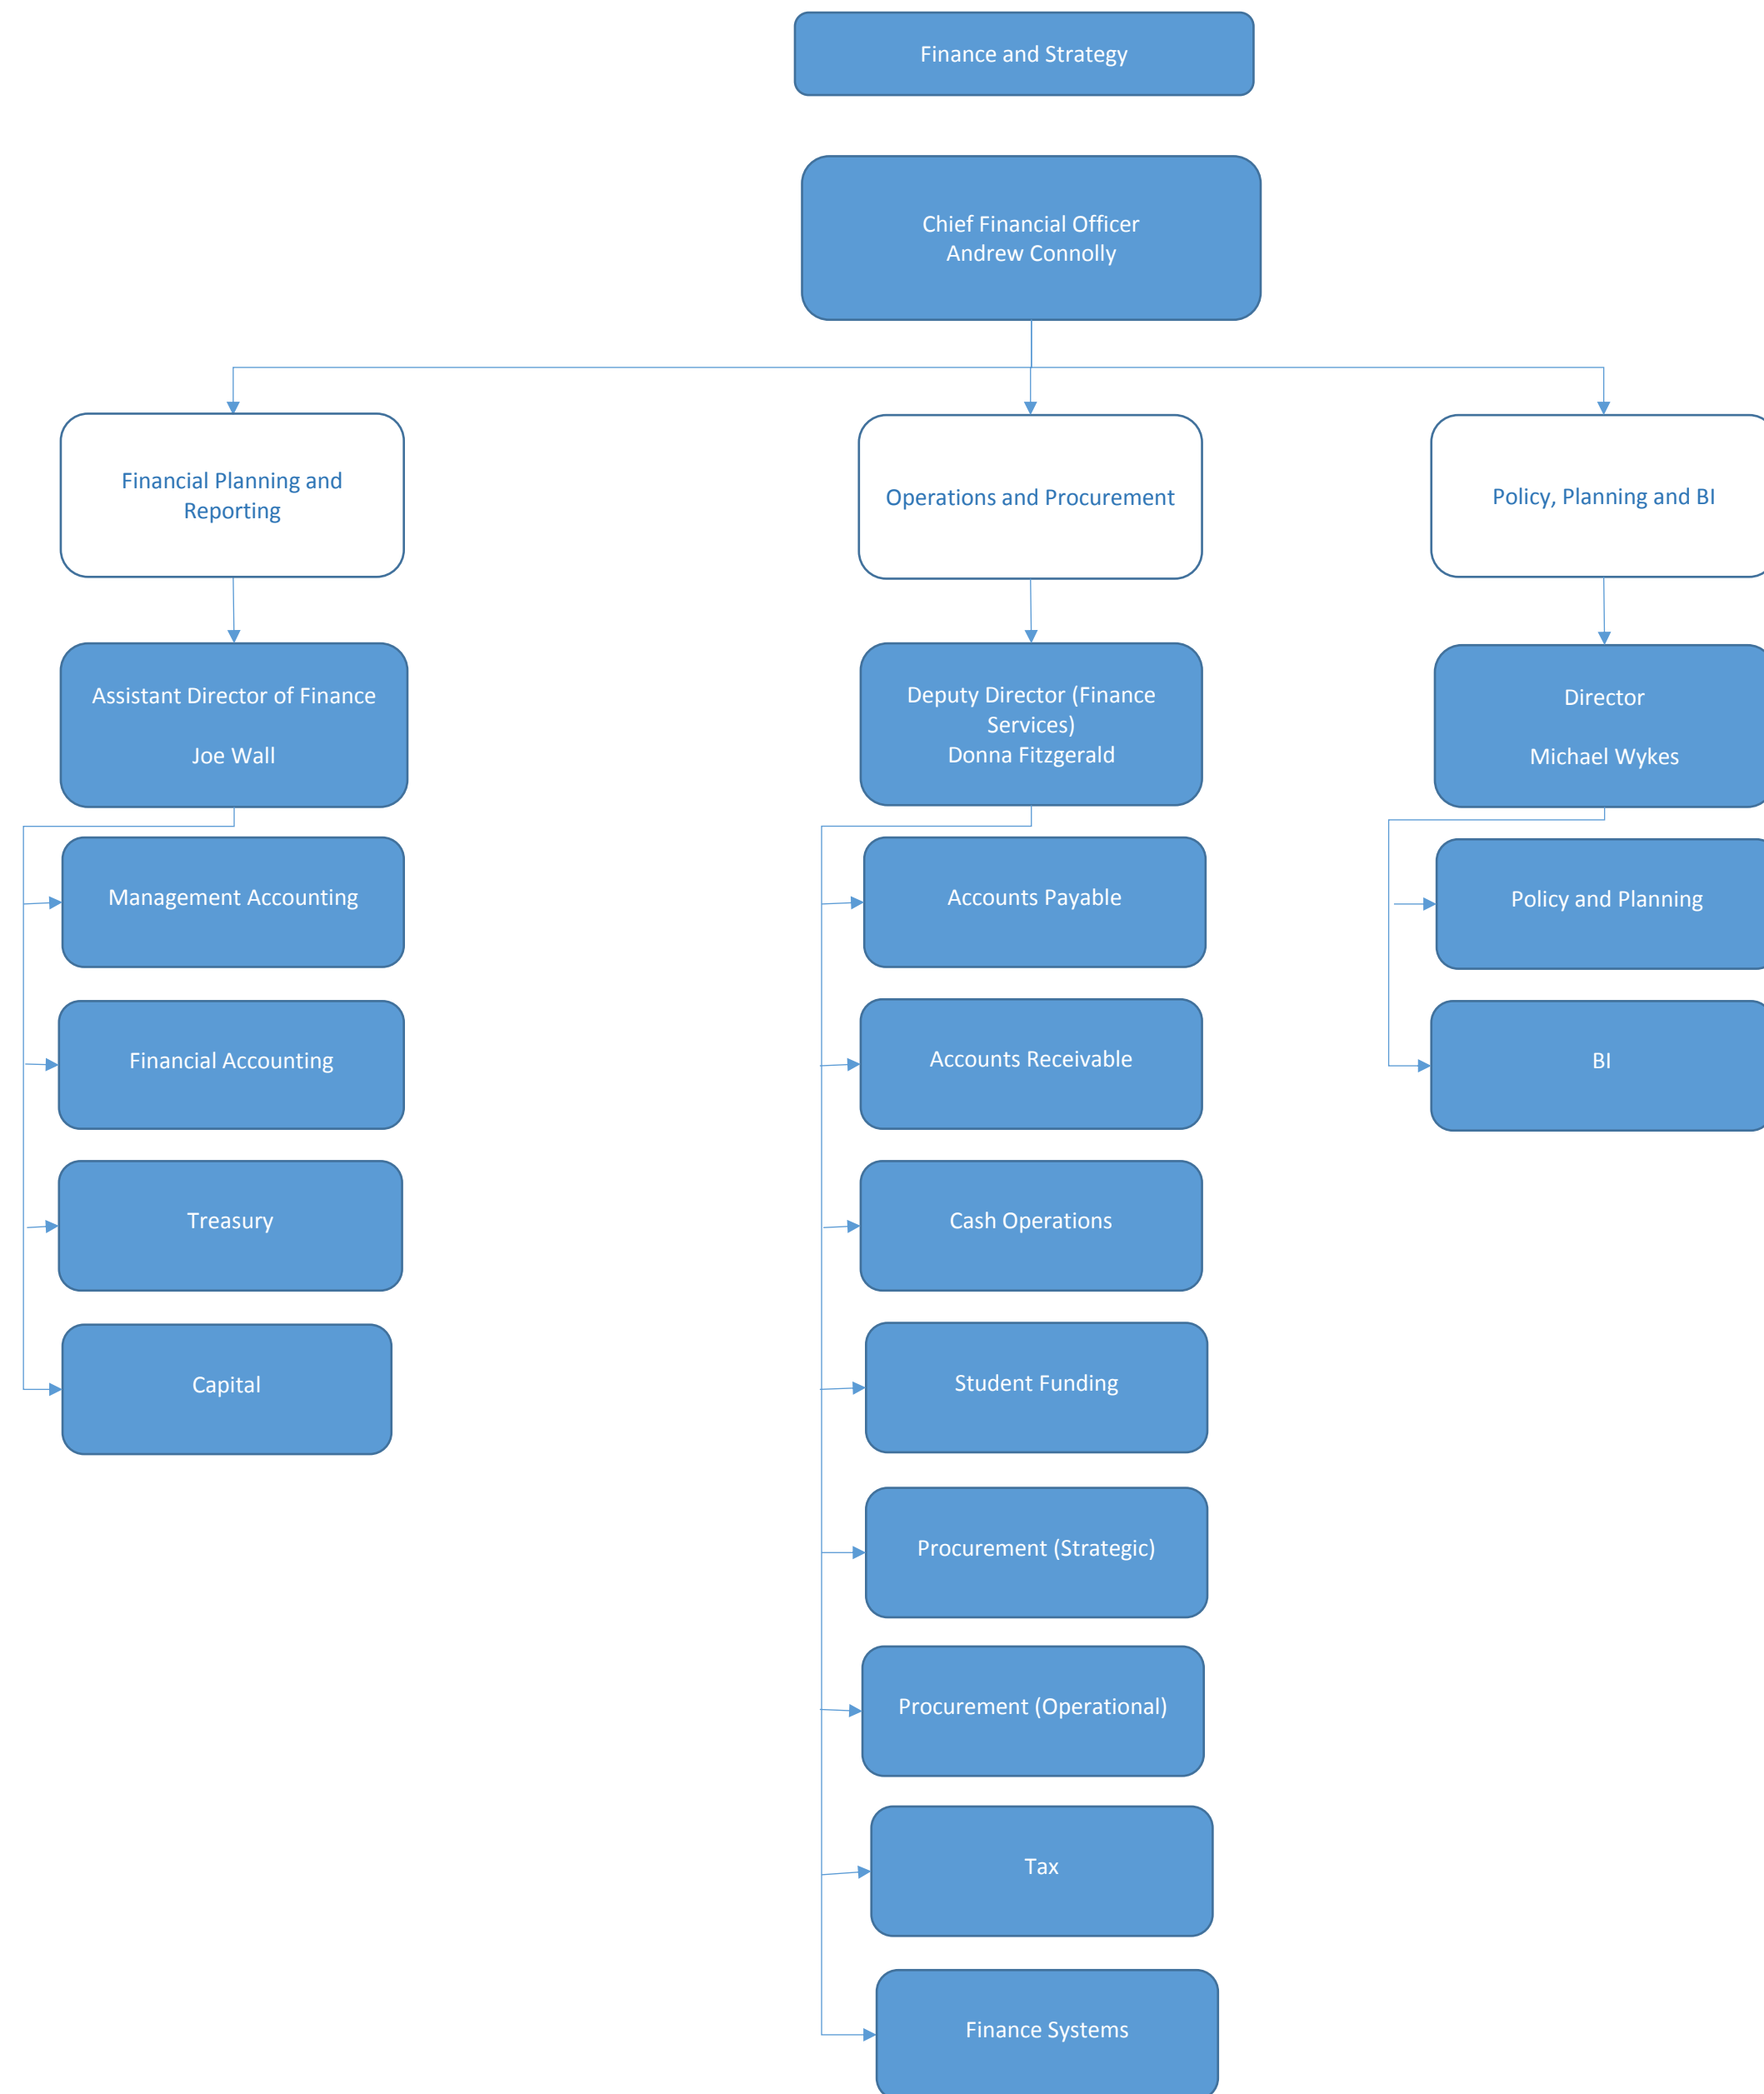 Finance and Strategy
Chief Financial Officer
Andrew Connolly
Financial Planning and
Reporting
Operations and Procurement
Policy, Planning and BI
Assistant Director of Finance
Joe Wall
Deputy Director (Finance
Services)
Donna Fitzgerald
Director
Michael Wykes
Management Accounting
Financial Accounting
Treasury
Capital
Accounts Payable
Accounts Receivable
Cash Operations
Student Funding
Procurement (Strategic)
Procurement (Operational)
Tax
Finance Systems
Policy and Planning
BI